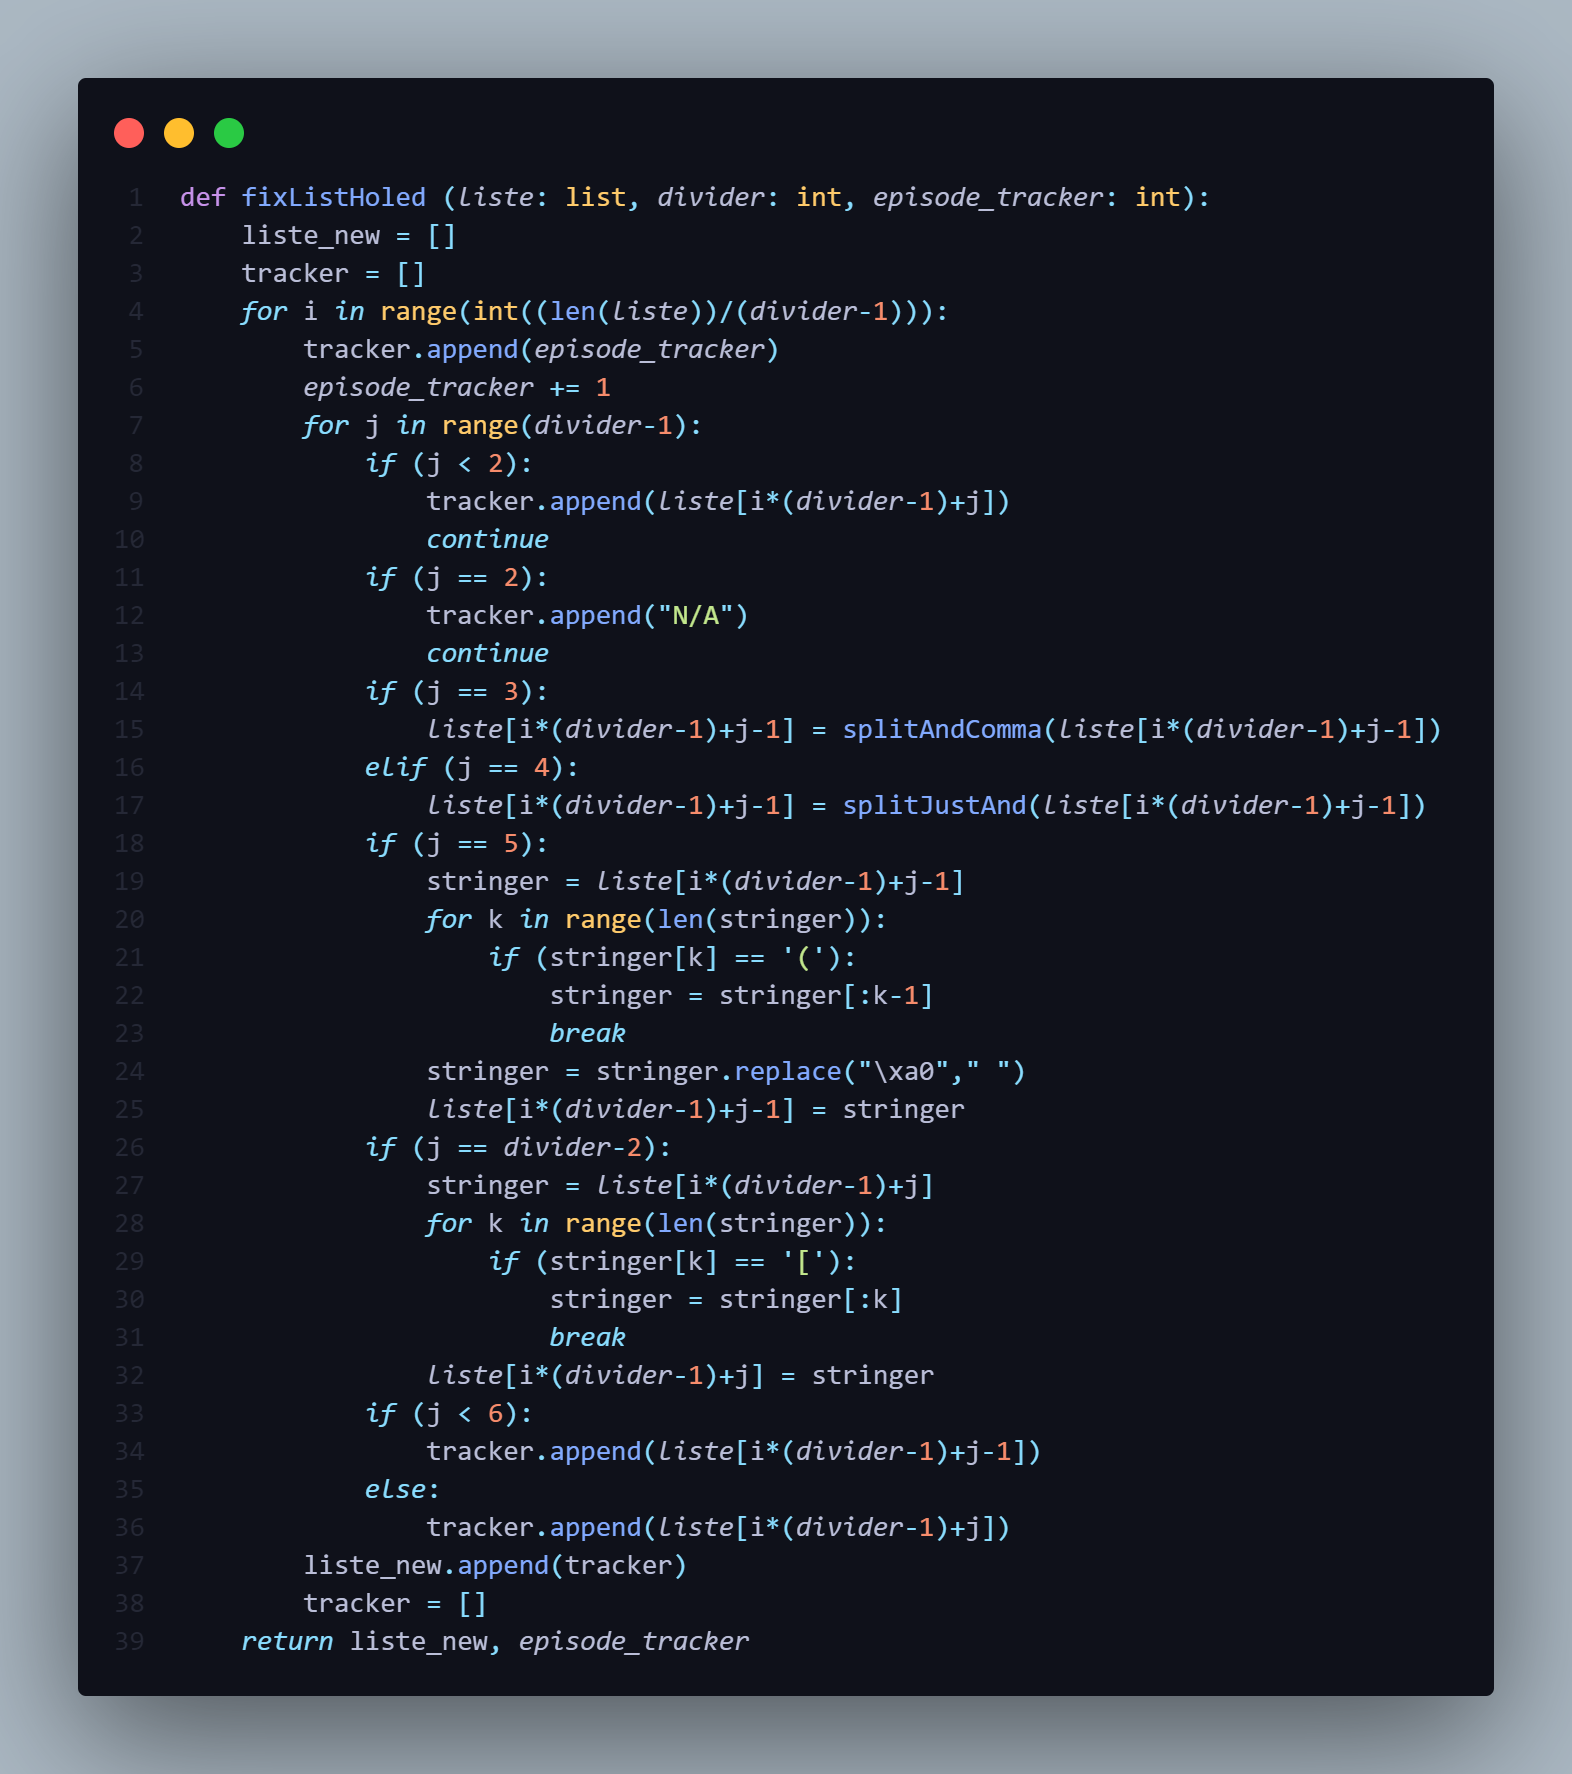 1 def fixListHoled (liste: list, divider: int, episode_tracker: int):
2     liste_new = []
3     tracker = []
4     for i in range(int((len(liste))/(divider-1))):
5         tracker.append(episode_tracker)
6         episode_tracker += 1
7         for j in range(divider-1):
8             if (j < 2):
9                 tracker.append(liste[i*(divider-1)+j])
10                 continue
11             if (j == 2):
12                 tracker.append("N/A")
13                 continue
14             if (j == 3):
15                 liste[i*(divider-1)+j-1] = splitAndComma(liste[i*(divider-1)+j-1])
16             elif (j == 4):
17                 liste[i*(divider-1)+j-1] = splitJustAnd(liste[i*(divider-1)+j-1])
18             if (j == 5):
19                 stringer = liste[i*(divider-1)+j-1]
20                 for k in range(len(stringer)):
21                     if (stringer[k] == '('):
22                         stringer = stringer[:k-1]
23                         break
24                 stringer = stringer.replace("\xa0"," ")
25                 liste[i*(divider-1)+j-1] = stringer
26             if (j == divider-2):
27                 stringer = liste[i*(divider-1)+j]
28                 for k in range(len(stringer)):
29                     if (stringer[k] == '['):
30                         stringer = stringer[:k]
31                         break
32                 liste[i*(divider-1)+j] = stringer
33             if (j < 6):
34                 tracker.append(liste[i*(divider-1)+j-1])
35             else:
36                 tracker.append(liste[i*(divider-1)+j])
37         liste_new.append(tracker)
38         tracker = []
39     return liste_new, episode_tracker